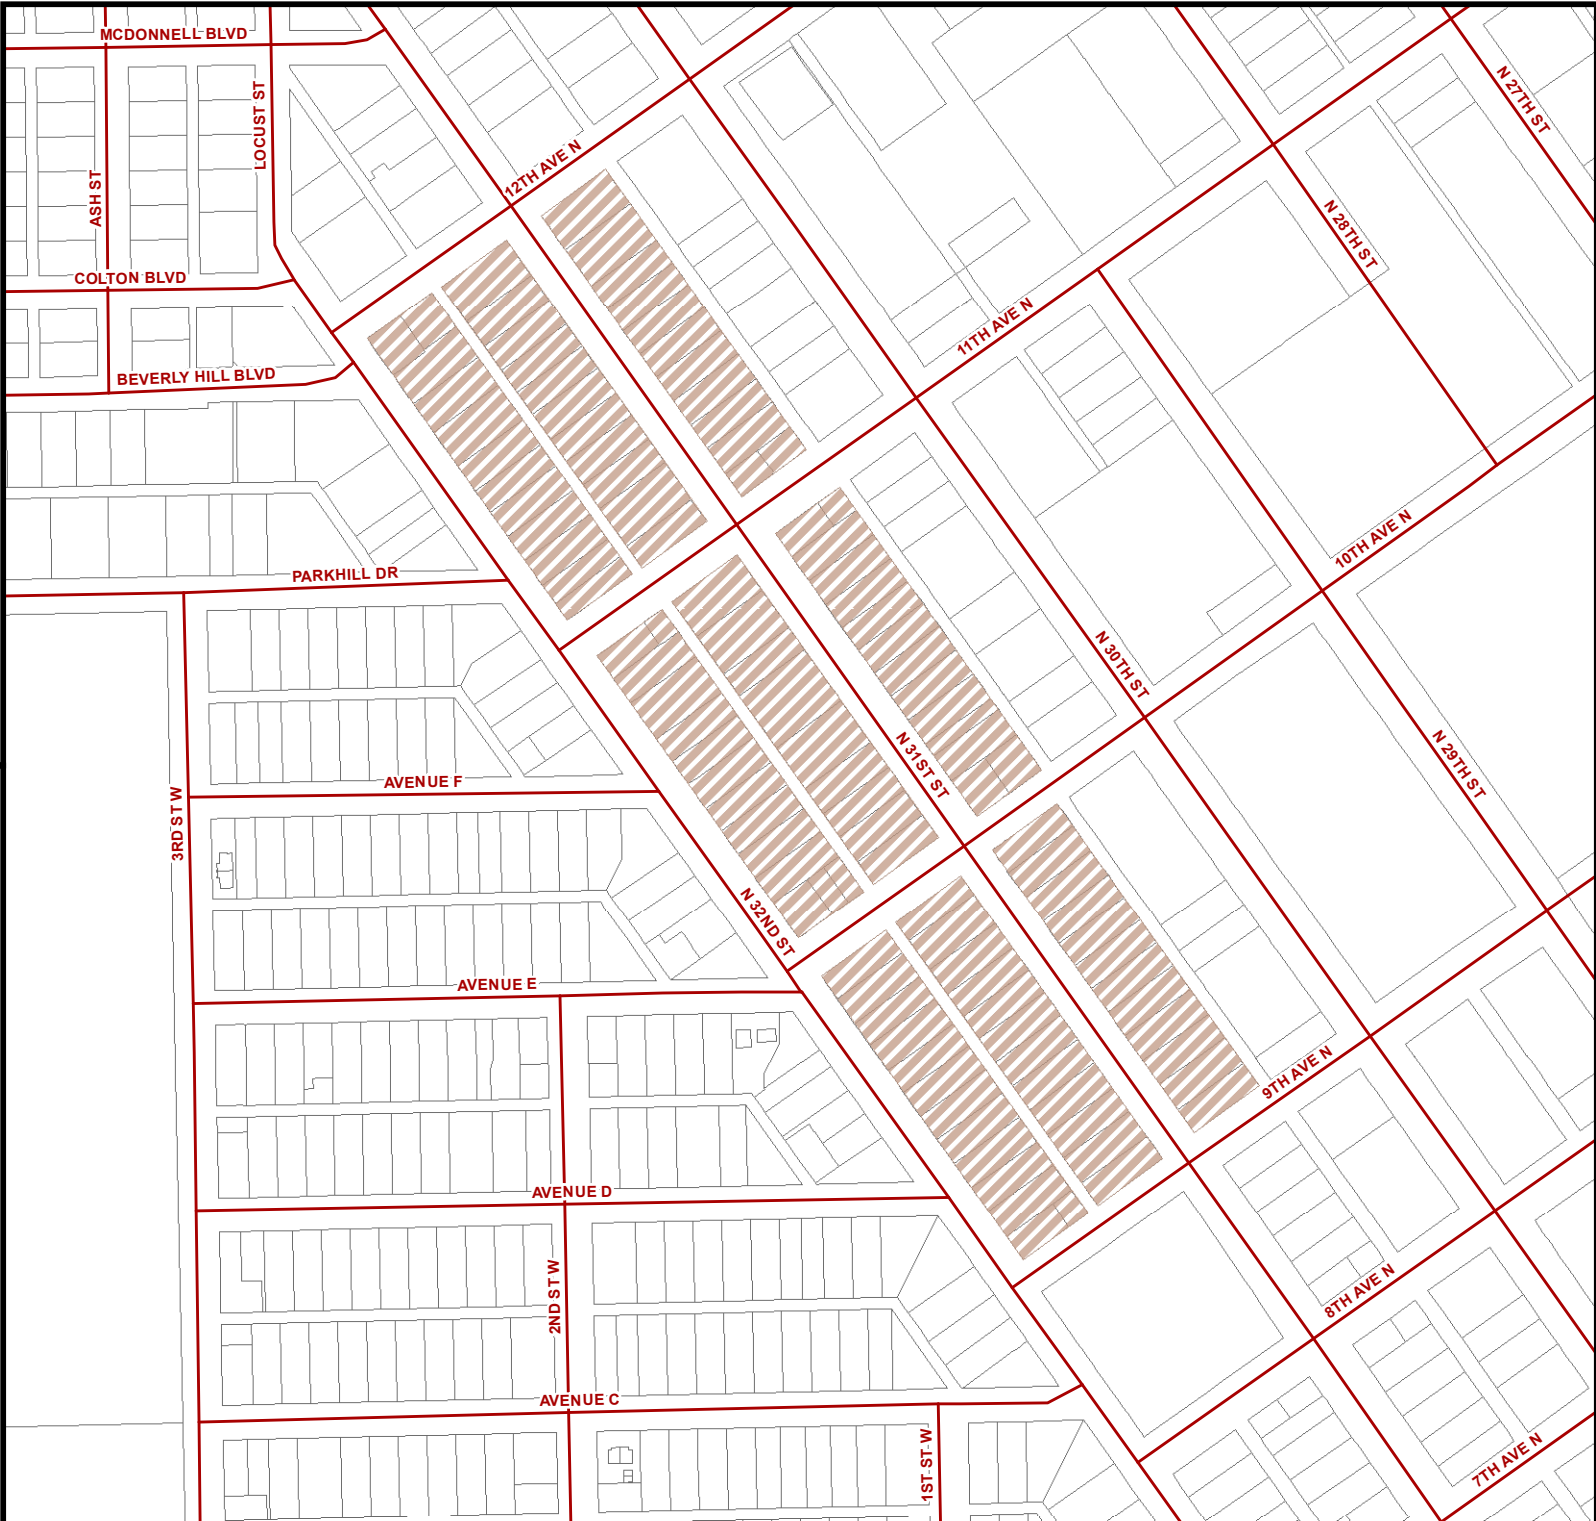 MCDONNELL BLVD
N 27TH ST
LOCUST ST
12TH AVE N
ASH ST
N 28TH ST
COLTON BLVD
11TH AVE N
BEVERLY HILL BLVD
10TH AVE N
PARKHILL DR
N 30TH ST
N 31ST ST
N 29TH ST
AVENUE F
3RD ST W
N 32ND ST
AVENUE E
9TH AVE N
AVENUE D
2ND ST W
8TH AVE N
AVENUE C
1ST ST W
7TH AVE N